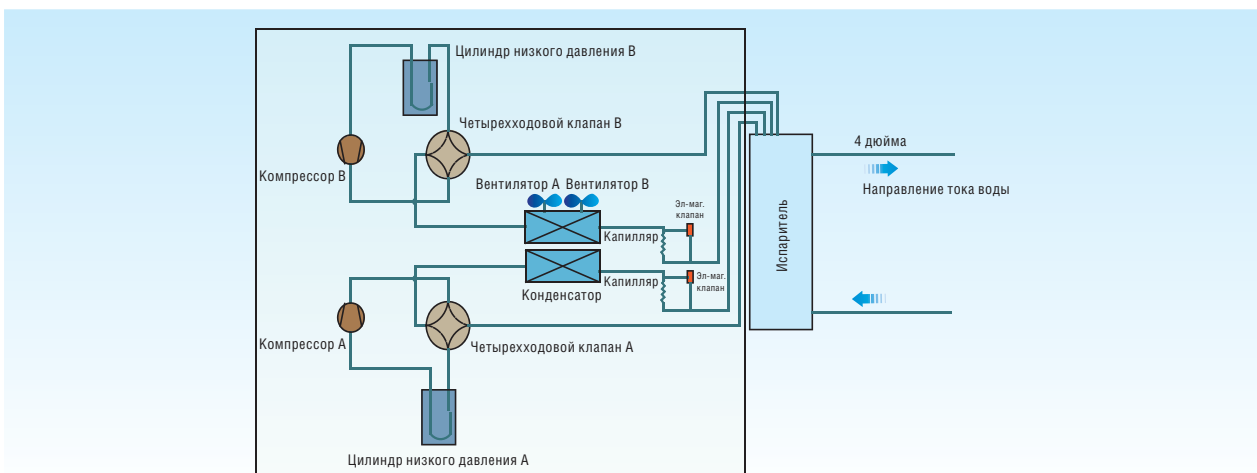 Цилиндр низкого давления В
Четырехходовой клапан В
Компрессор В
Вентилятор А Вентилятор В
Эл-маг.
клапан
Капилляр
Капилляр
Эл-маг.
клапан
Конденсатор
Компрессор А
Четырехходовой клапан А
Цилиндр низкого давления А
Испаритель
4 дюйма
Направление тока воды